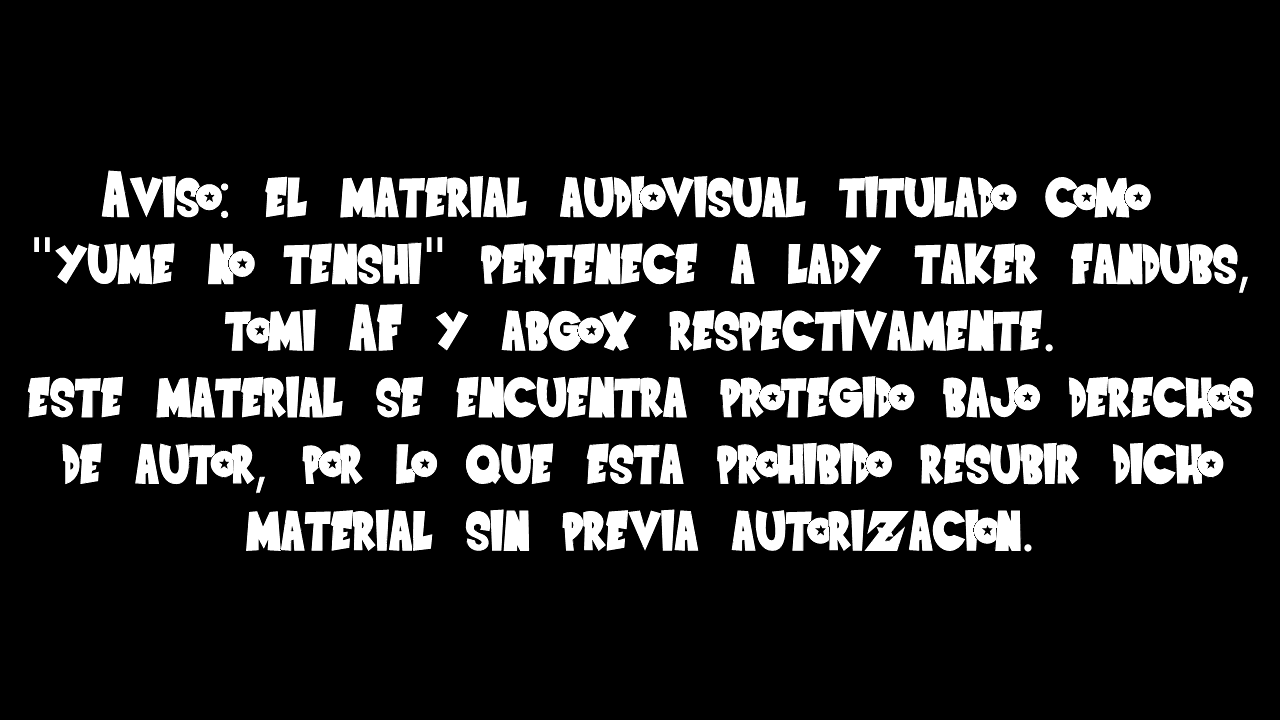 Aviso: el material audiovisual titulado como
"yume no tenshi" pertenece a lady taker fandubs,
tomi AF y abgox respectivamente.
este material se encuentra protegido bajo derechos
de autor, por lo que esta prohibido resubir dicho
material sin previa autorizacion.